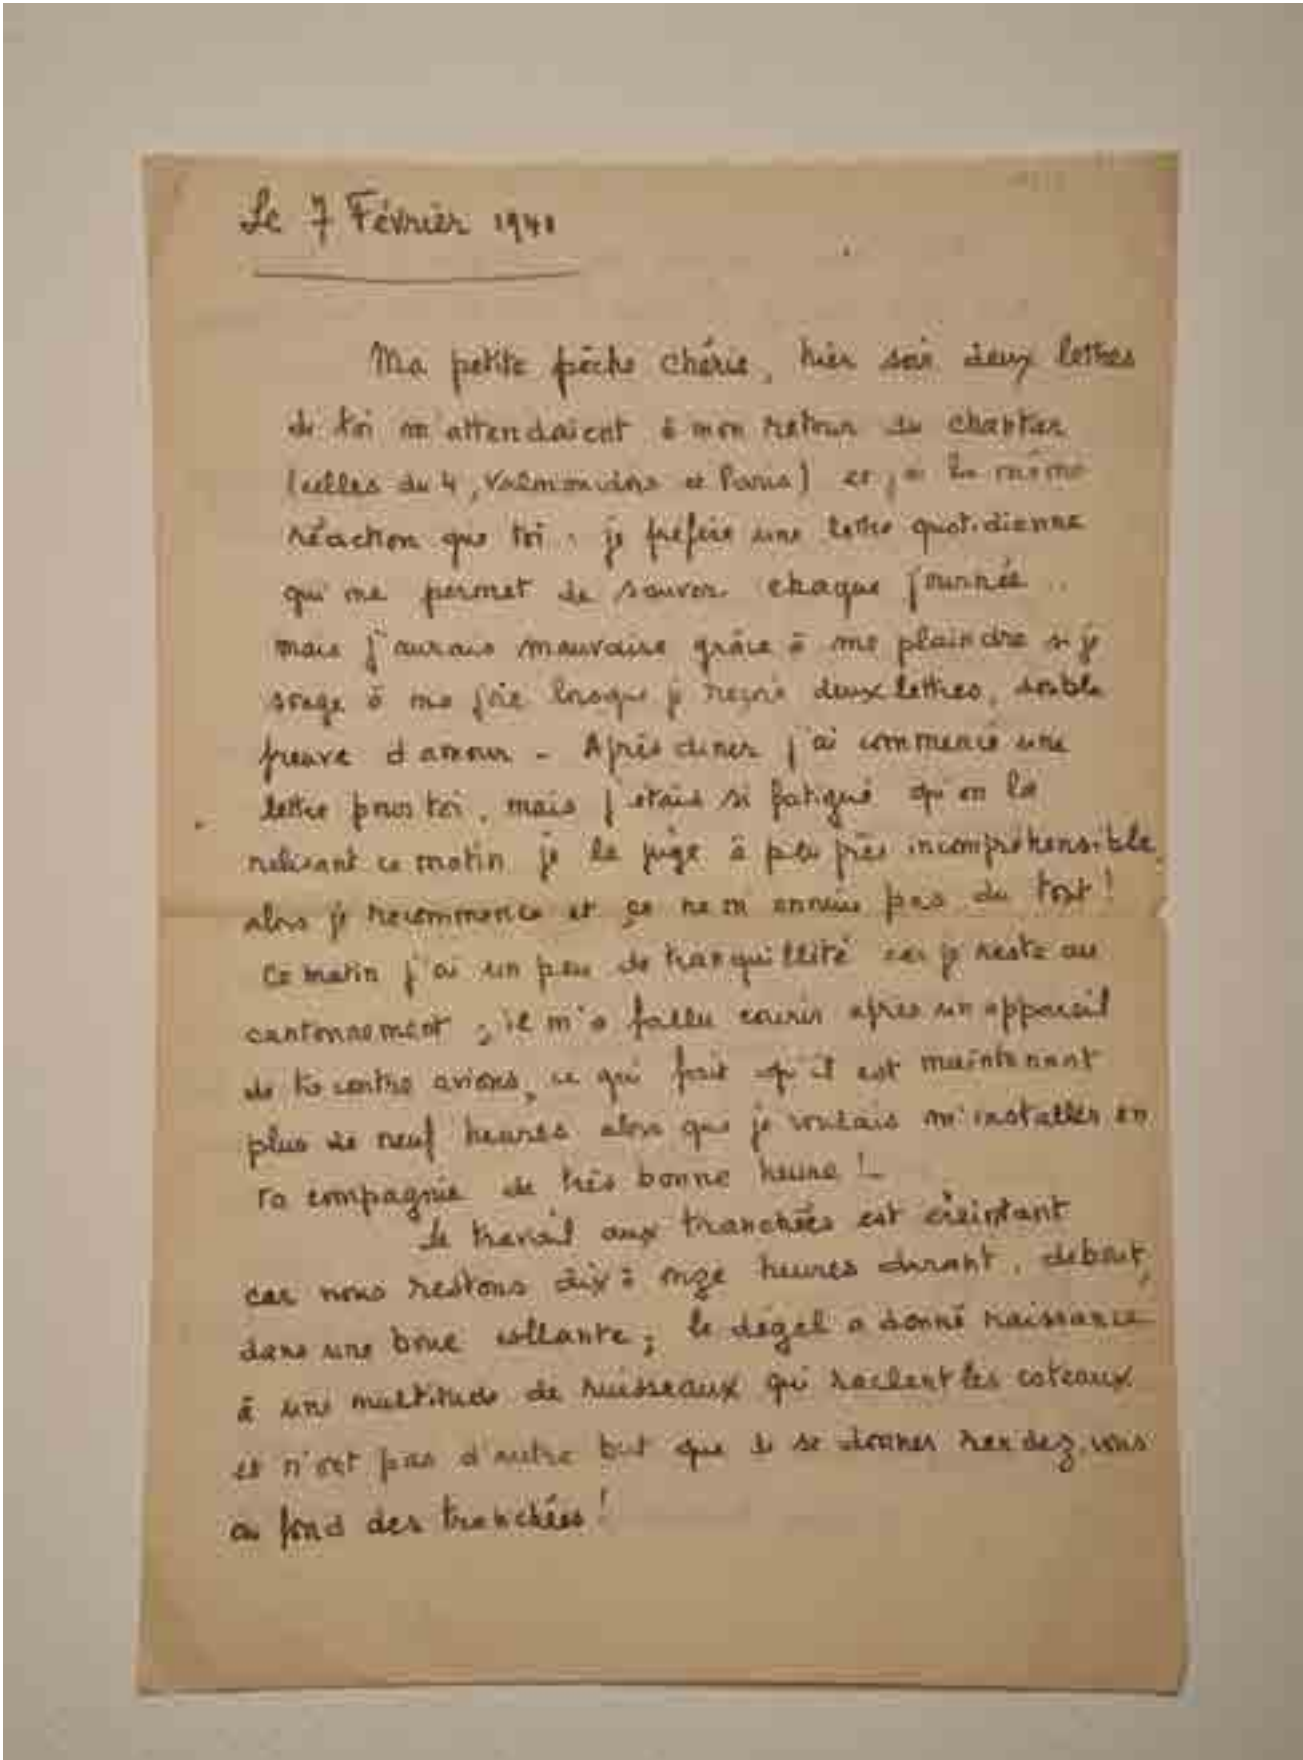 Le 7 Février 1940
Ma petite pêche chérie, hier soir deux lettres
de toi m'attendaient à mon retour du chantier
(celles du 4, Valmondois et Paris) et j'ai la même
réaction que toi : je préfère une lettre quotidienne
qui me permet de savoir chaque journée ..
mais j'aurais mauvaise grâce à me plaindre si je
songe à ma joie lorsque je reçois deux lettres, double
preuve d'amour - Après diner j'ai commencé une
lettre pour toi, mais j'étais si fatigué qu'en la
relisant ce matin je la juge à peu près incompréhensible,
alors je recommence et ça ne m'ennuie pas du tout !
Ce matin j'ai un peu de tranquillité car je reste au
cantonnement ; il m'a fallu courir après un appareil
de tir contre avions, ce qui fait qu'il est maintenant
plus de neuf heures alors que je voulais m'installer en
ta compagnie de très bonne heure ! -
Le travail aux tranchées est éreintant
car nous restons dix à onze heures durant, debout,
dans une boue collante ; le dégel a donné naissance
à une multitude de ruisseaux qui raclent les coteaux
et n'ont pas d'autre but que de se donner rendez-vous
au fond des tranchées !